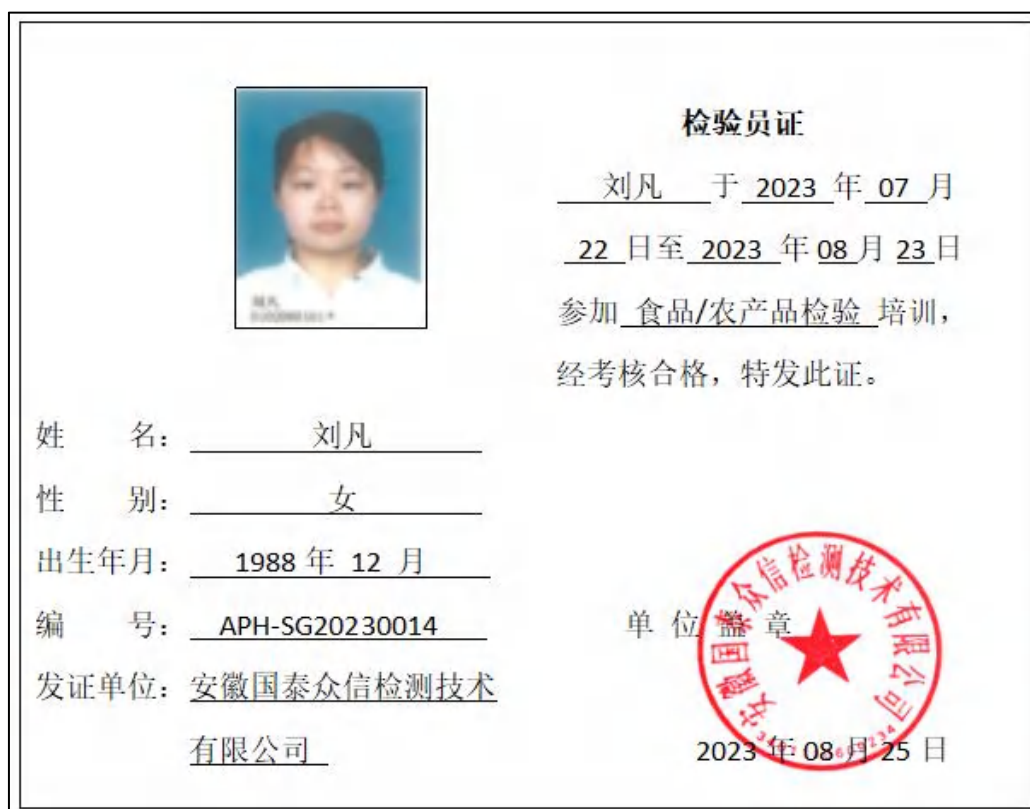 刘凡
检验员证
刘凡 于 2023 年 07 月
22 日至 2023 年 08 月 23 日
参加 食品/农产品检验 培训，
经考核合格，特发此证。
姓 名： 刘凡
性 别： 女
出生年月： 1988 年 12 月
编 号： APH-SG20230014
发证单位： 安徽国泰众信检测技术
有限公司
单 位 盖 章
安徽国泰众信检测技术有限公司
2023 年 08 月 25 日